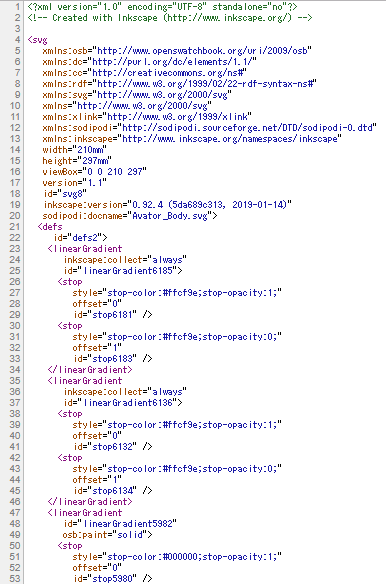 1 <?xml version="1.0" encoding="UTF-8" standalone="no"?>
2 <!-- Created with Inkscape (http://www.inkscape.org/) -->
3
4 <svg
5 xmlns:osb="http://www.openswatchbook.org/uri/2009/osb"
6 xmlns:dc="http://purl.org/dc/elements/1.1/"
7 xmlns:cc="http://creativecommons.org/ns#"
8 xmlns:rdf="http://www.w3.org/1999/02/22-rdf-syntax-ns#"
9 xmlns:svg="http://www.w3.org/2000/svg"
10 xmlns="http://www.w3.org/2000/svg"
11 xmlns:xlink="http://www.w3.org/1999/xlink"
12 xmlns:sodipodi="http://sodipodi.sourceforge.net/DTD/sodipodi-0.dtd"
13 xmlns:inkscape="http://www.inkscape.org/namespaces/inkscape"
14 width="210mm"
15 height="297mm"
16 viewBox="0 0 210 297"
17 version="1.1"
18 id="svg8"
19 inkscape:version="0.92.4 (5da689c313, 2019-01-14)"
20 sodipodi:docname="Avator_Body.svg">
21 <defs
22 id="defs2">
23 <linearGradient
24 inkscape:collect="always"
25 id="linearGradient6185">
26 <stop
27 style="stop-color:#ffcf9e;stop-opacity:1;"
28 offset="0"
29 id="stop6181" />
30 <stop
31 style="stop-color:#ffcf9e;stop-opacity:0;"
32 offset="1"
33 id="stop6183" />
34 </linearGradient>
35 <linearGradient
36 inkscape:collect="always"
37 id="linearGradient6136">
38 <stop
39 style="stop-color:#ffcf9e;stop-opacity:1;"
40 offset="0"
41 id="stop6132" />
42 <stop
43 style="stop-color:#ffcf9e;stop-opacity:0;"
44 offset="1"
45 id="stop6134" />
46 </linearGradient>
47 <linearGradient
48 id="linearGradient5982"
49 osb:paint="solid">
50 <stop
51 style="stop-color:#000000;stop-opacity:1;"
52 offset="0"
53 id="stop5980" />